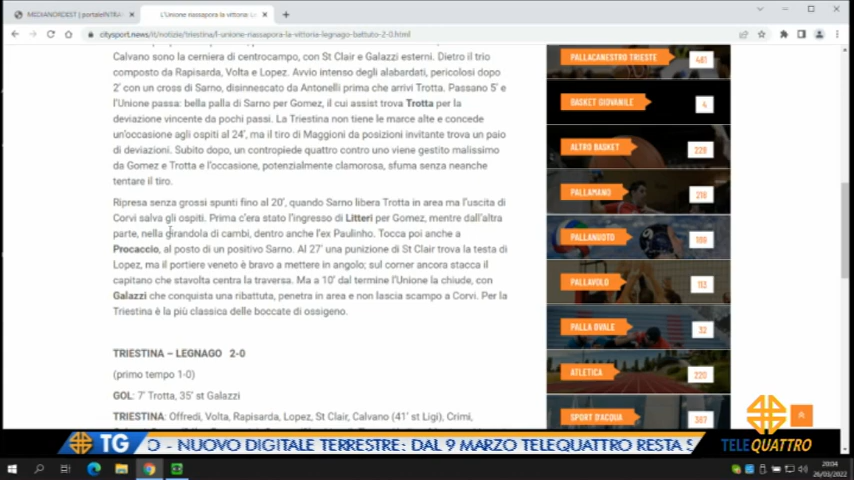 MEDIANORDEST | portaleINTRA
L'Unione riassapora la vittoria: Le
citysport.news/it/notizie/triestina/l-unione-riassapora-la-vittoria-legnago-battuto-2-0.html
Calvano sono la cerniera di centrocampo, con St Clair e Galazzi esterni. Dietro il trio
composto da Rapisarda, Volta e Lopez. Avvio intenso degli alabardati, pericolosi dopo
2' con un cross di Sarno, disinnescato da Antonelli prima che arrivi Trotta. Passano 5' e
l'Unione passa: bella palla di Sarno per Gomez, il cui assist trova Trotta per la
deviazione vincente da pochi passi. La Triestina non tiene le marce alte e concede
un'occasione agli ospiti al 24', ma il tiro di Maggioni da posizioni invitante trova un paio
di deviazioni. Subito dopo, un contropiede quattro contro uno viene gestito malissimo
da Gomez e Trotta e l'occasione, potenzialmente clamorosa, sfuma senza neanche
tentare il tiro.
Ripresa senza grossi spunti fino al 20', quando Sarno libera Trotta in area ma l'uscita di
Corvi salva gli ospiti. Prima c'era stato l'ingresso di Litteri per Gomez, mentre dall'altra
parte, nella girandola di cambi, dentro anche l'ex Paulinho. Tocca poi anche a
Procaccio, al posto di un positivo Sarno. Al 27' una punizione di St Clair trova la testa di
Lopez, ma il portiere veneto è bravo a mettere in angolo; sul corner ancora stacca il
capitano che stavolta centra la traversa. Ma a 10' dal termine l'Unione la chiude, con
Galazzi che conquista una ribattuta, penetra in area e non lascia scampo a Corvi. Per la
Triestina è la più classica delle boccate di ossigeno.
TRIESTINA – LEGNAGO 2-0
(primo tempo 1-0)
GOL: 7' Trotta, 35' st Galazzi
TRIESTINA: Offredi, Volta, Rapisarda, Lopez, St Clair, Calvano (41' st Ligi), Crimi,
PALLACANESTRO TRIESTE 481
BASKET GIOVANILE 4
ALTRO BASKET 228
PALLAMANO 216
PALLANUOTO
PALLAVOLO 112
PALLA OVALE 32
ATLETICA 220
SPORT D'ACQUA 387
TG
O - NUOVO DIGITALE TERRESTRE: DAL 9 MARZO TELEQUATTRO RESTA S
TELEQUATTRO
20:04
26/03/2022